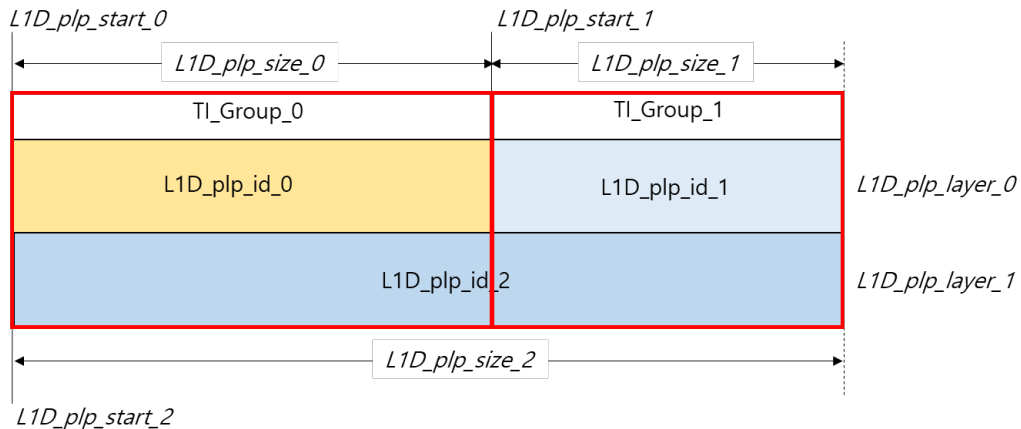 L1D_plp_start_0 L1D_plp_start_1
L1D_plp_size_0 L1D_plp_size_1
TI_Group_0 TI_Group_1
L1D_plp_id_0 L1D_plp_id_1 L1D_plp_layer_0
L1D_plp_id_2 L1D_plp_layer_1
L1D_plp_size_2
L1D_plp_start_2